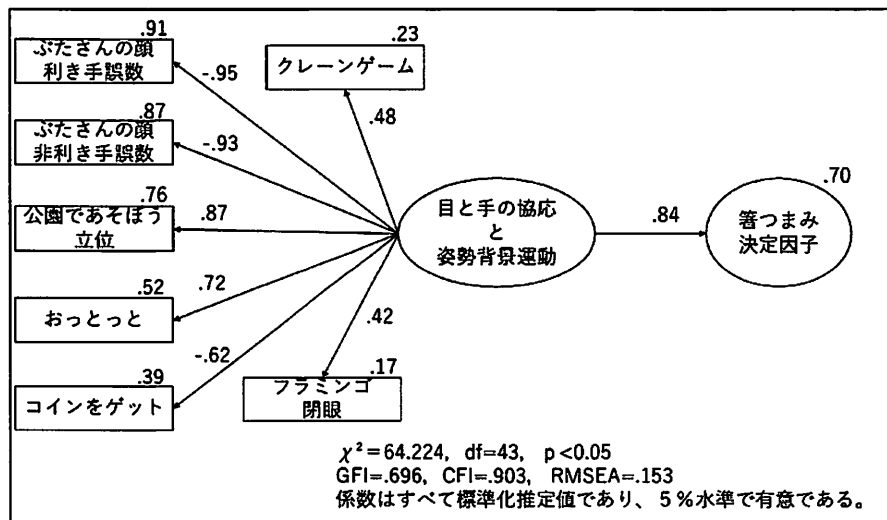 .91
ぶたさんの顔
利き手誤数
-.95
.23
クレーンゲーム
.48
.87
ぶたさんの顔
非利き手誤数
-.93
.76
公園であそぼう
立位
.87
目と手の協応
と
姿勢背景運動
.84
.70
箸つまみ
決定因子
.52
おっとっと
.72
.39
コインをゲット
-.62
.42
.17
フラミンゴ
閉眼
χ²=64.224, df=43, p<0.05
GFI=.696, CFI=.903, RMSEA=.153
係数はすべて標準化推定値であり、5%水準で有意である。